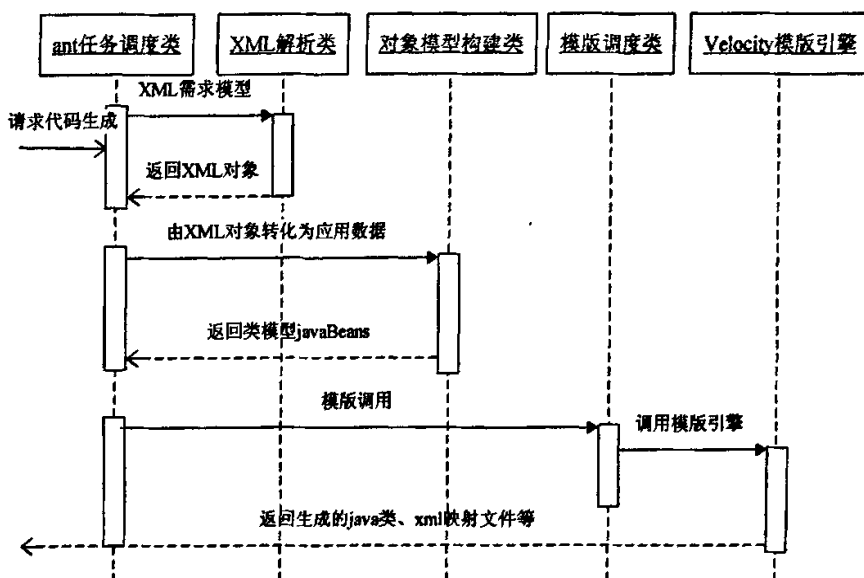 ant任务调度类
XML解析类
对象模型构建类
模版调度类
Velocity模版引擎
XML需求模型
请求代码生成
返回XML对象
由XML对象转化为应用数据
返回类模型javaBeans
模版调用
调用模版引擎
返回生成的java类、xml映射文件等